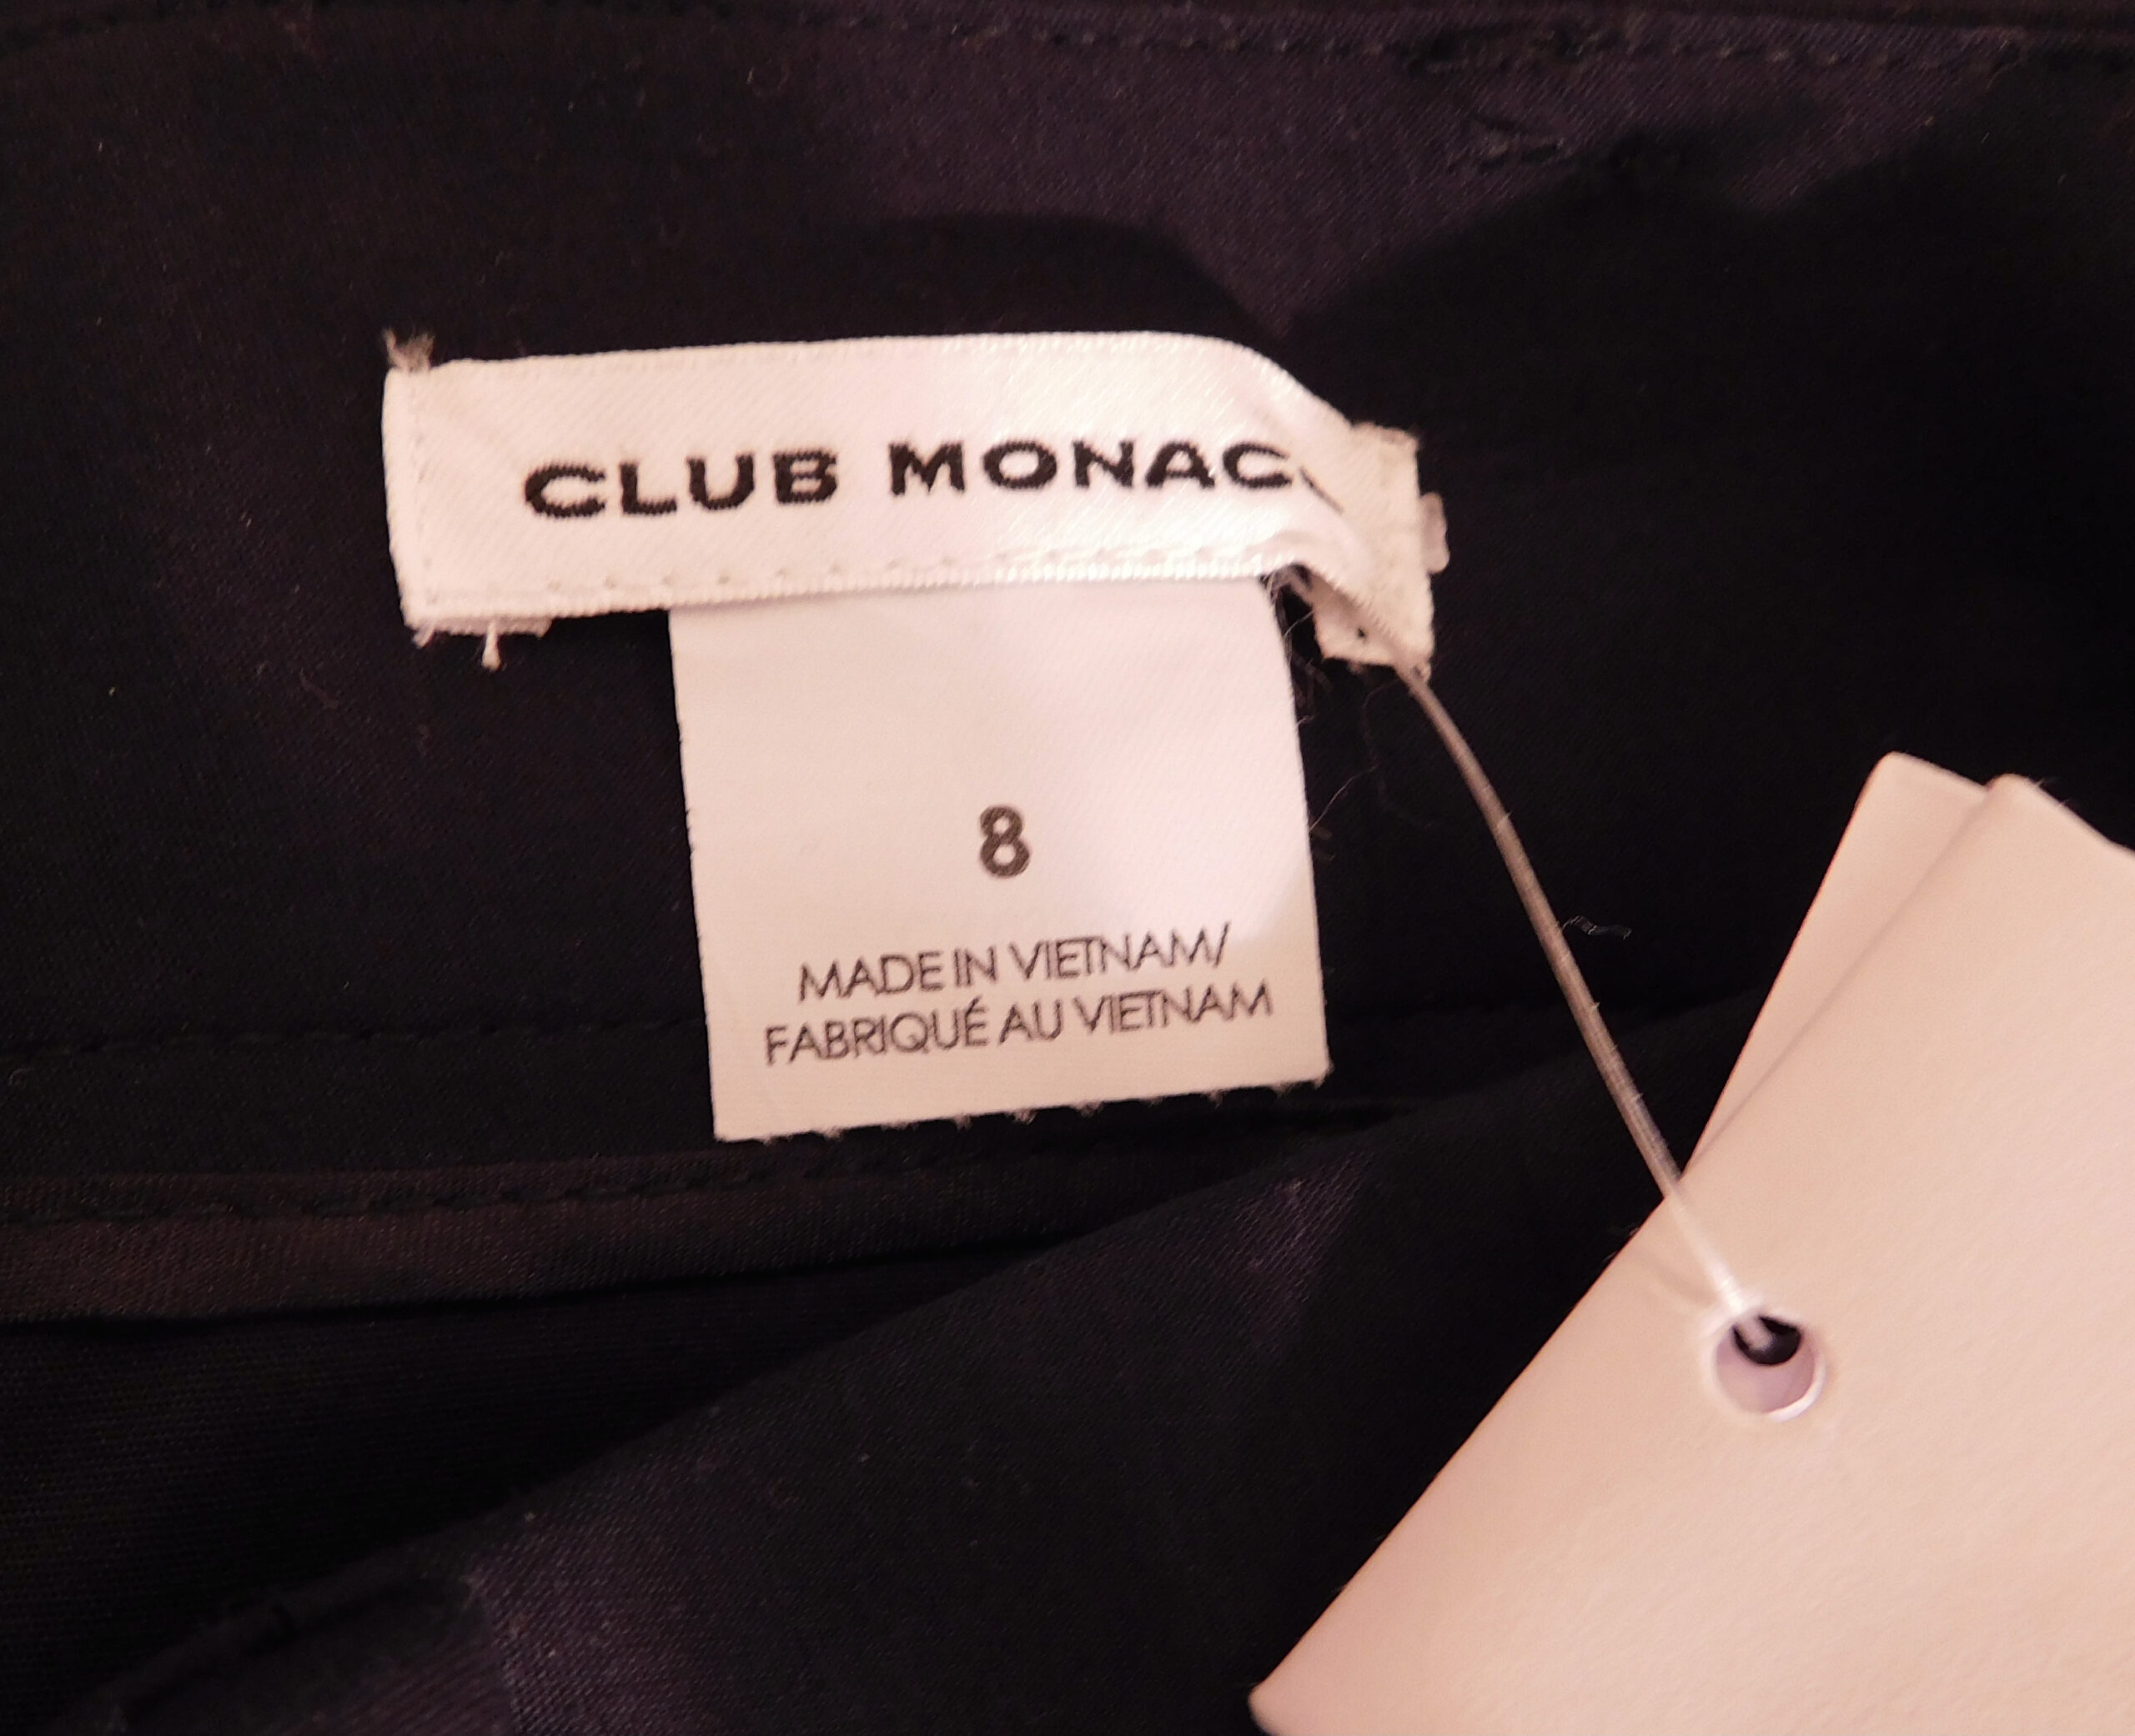 CLUB MONAC
8
MADE IN VIETNAM/
FABRIQUÉ AU VIETNAM